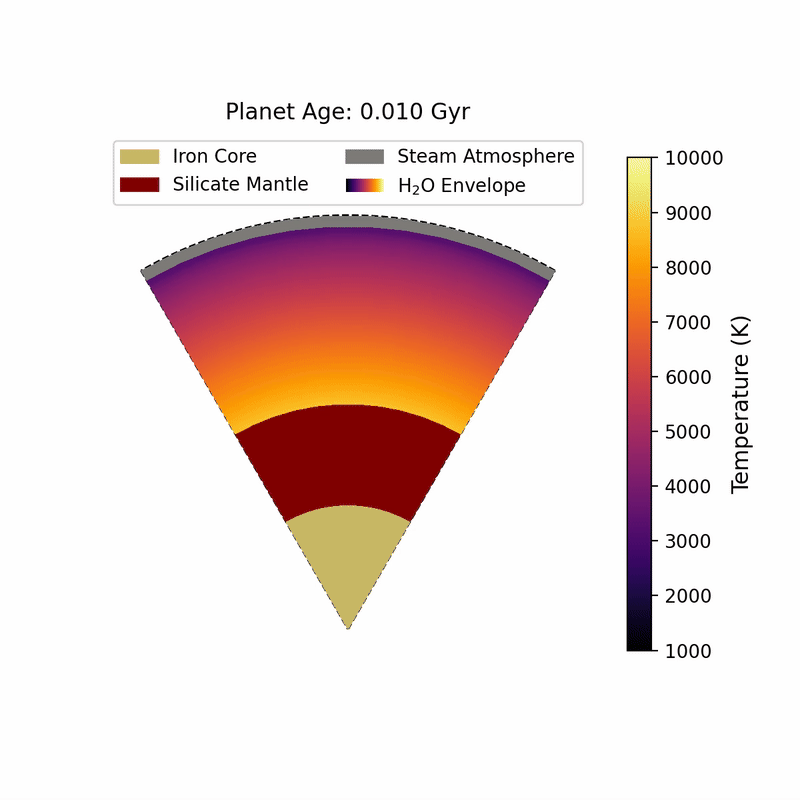 Planet Age: 0.010 Gyr
Iron Core
Steam Atmosphere
Silicate Mantle
H₂O Envelope
10000
9000
8000
7000
6000
5000
4000
3000
2000
1000
Temperature (K)